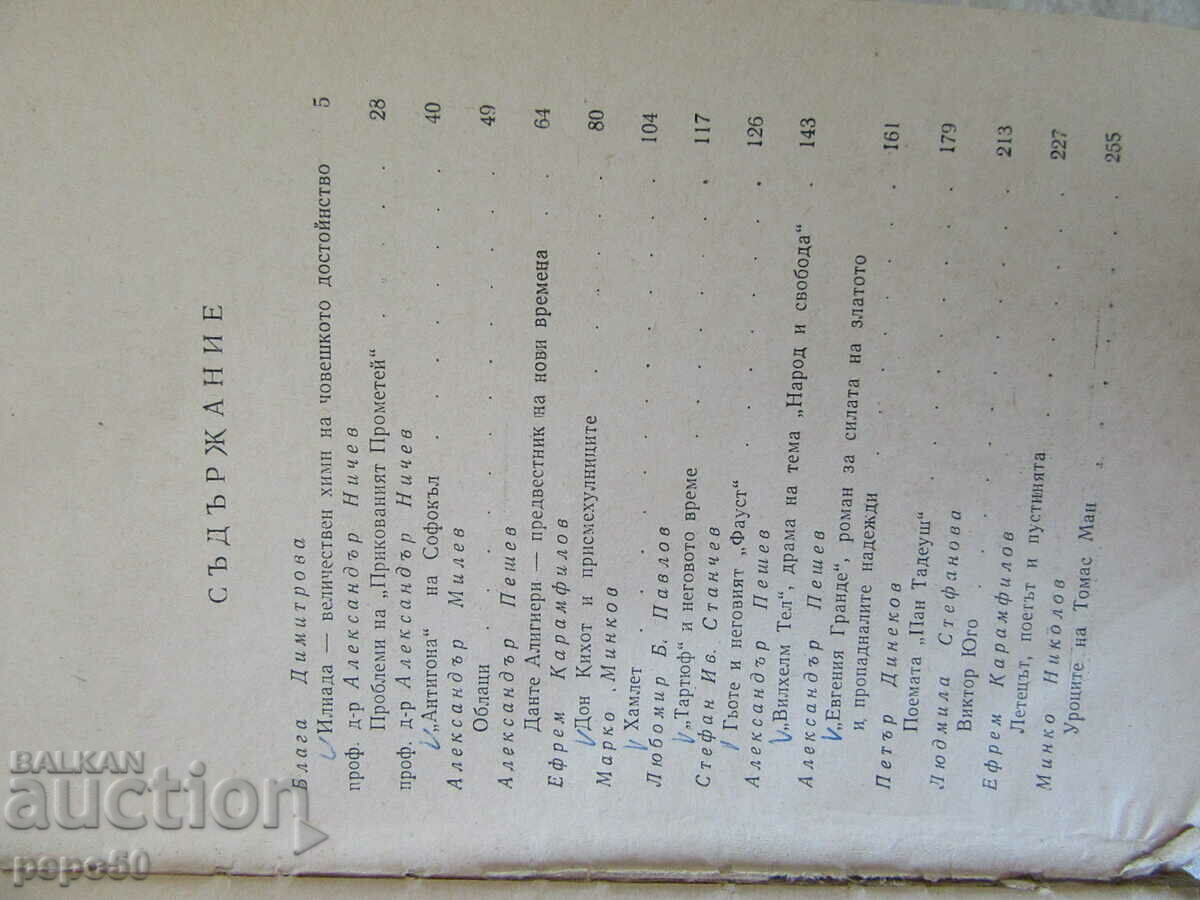 СЪДЪРЖАНИЕ
Блага Димитрова
Илиада — величествен химн на човешкото достойнство 5
проф. д-р Александър Ничев
Проблеми на „Прикованият Прометей“ . 28
проф. д-р Александър Ничев
„Антигона“ на Софокъл . . . . . . . 40
Александър Милев
Облаци . . . . . . . . . . 49
Александър Пешев
Данте Алигиери — предвестник на нови времена . 64
Ефрем Карамфилов
Дон Кихот и присмехулниците . . . . . . 80
Марко Минков
Хамлет . . . . . . . . . . 104
Любомир Б. Павлов
„Тартюф“ и неговото време . . . . . . 117
Стефан Ив. Станчев
Гьоте и неговият „Фауст“ . . . . . . 126
Александър Пешев
„Вилхелм Тел“, драма на тема „Народ и свобода“ . 143
Александър Пешев
„Евгения Гранде“, роман за силата на златото
и пропадналите надежди . . . . . . . 161
Петър Динеков
Поемата „Пан Тадеуш“ . . . . . . . 179
Людмила Стефанова
Виктор Юго . . . . . . . . . 213
Ефрем Карамфилов
Летецът, поетът и пустинята . . . . . . 227
Минко Николов
Уроците на Томас Ман . . . . . . . 255
BALKAN
auction
pepo50